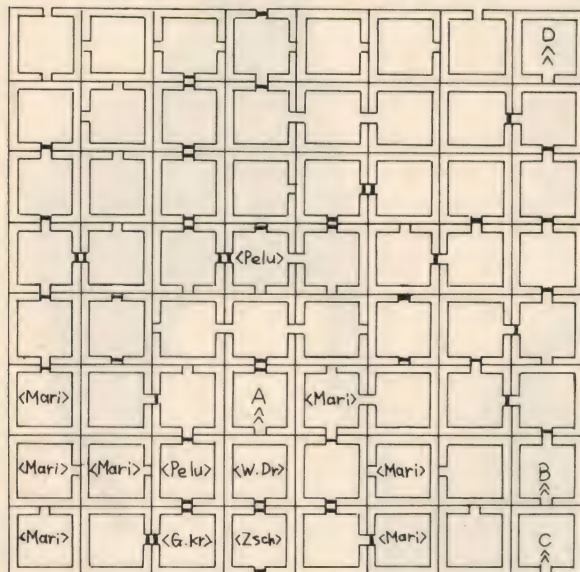 D
<Pelu>
<Mari> A <Mari>
<Mari> <Mari> <Pelu> <W.Dr> <Mari> B
<Mari> <G.kr> <Zsch> <Mari> C